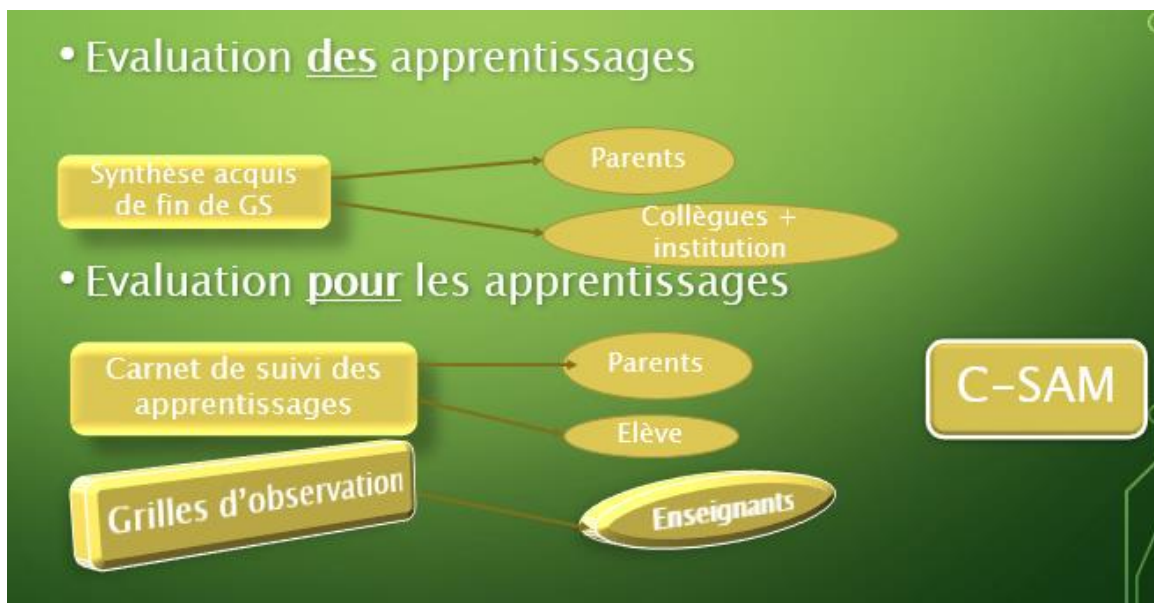 • Evaluation des apprentissages
Synthèse acquis
de fin de GS
Parents
Collègues +
institution
• Evaluation pour les apprentissages
Carnet de suivi des
apprentissages
Parents
Elève
C-SAM
Grilles d'observation
Enseignants